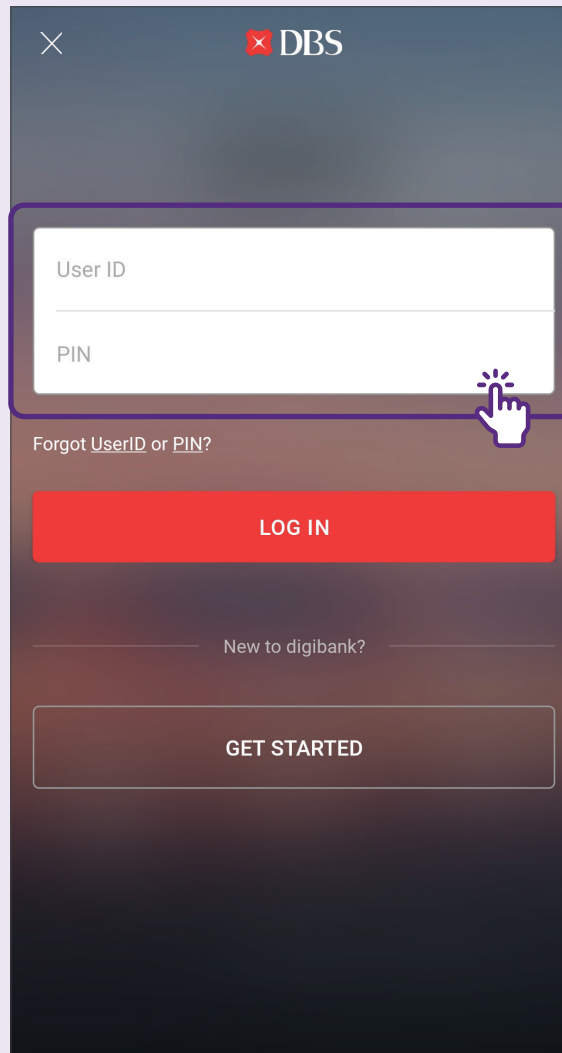 DBS
User ID
PIN
Forgot UserID or PIN?
LOG IN
New to digibank?
GET STARTED